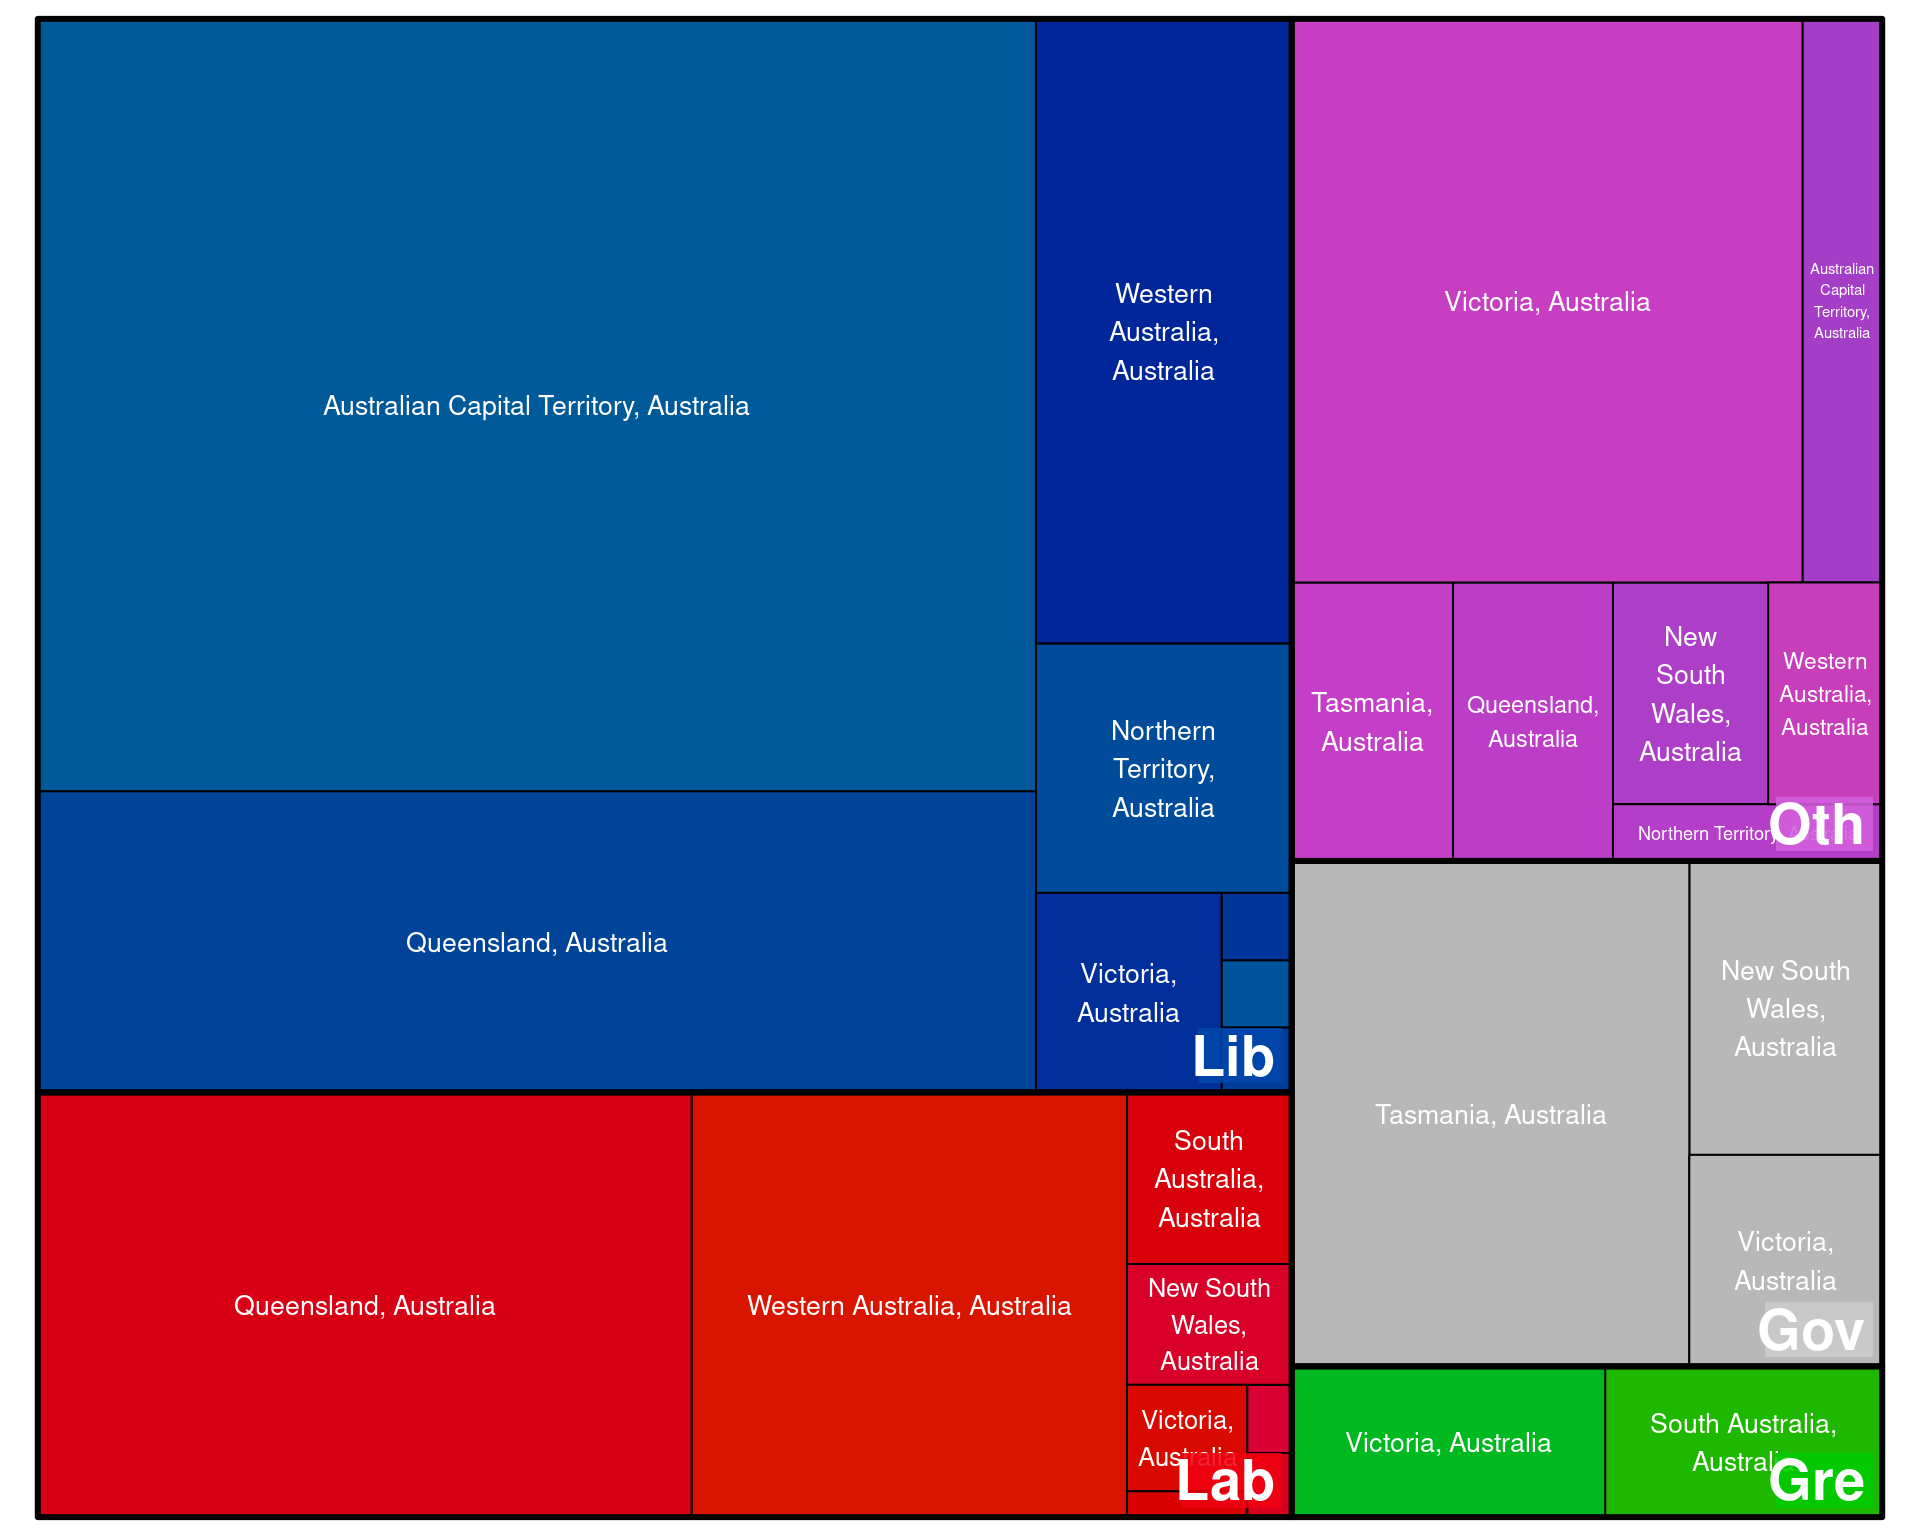 Australian Capital Territory, Australia
Western
Australia,
Australia
Northern
Territory,
Australia
Queensland, Australia
Victoria,
Australia
Lib
Queensland, Australia
Western Australia, Australia
South
Australia,
Australia
New South
Wales,
Australia
Victoria,
Australia
Lab
Victoria, Australia
Australian
Capital
Territory,
Australia
Tasmania,
Australia
Queensland,
Australia
New
South
Wales,
Australia
Western
Australia,
Australia
Northern Territory
Oth
Tasmania, Australia
New South
Wales,
Australia
Victoria,
Australia
Gov
Victoria, Australia
South Australia,
Australia
Gre